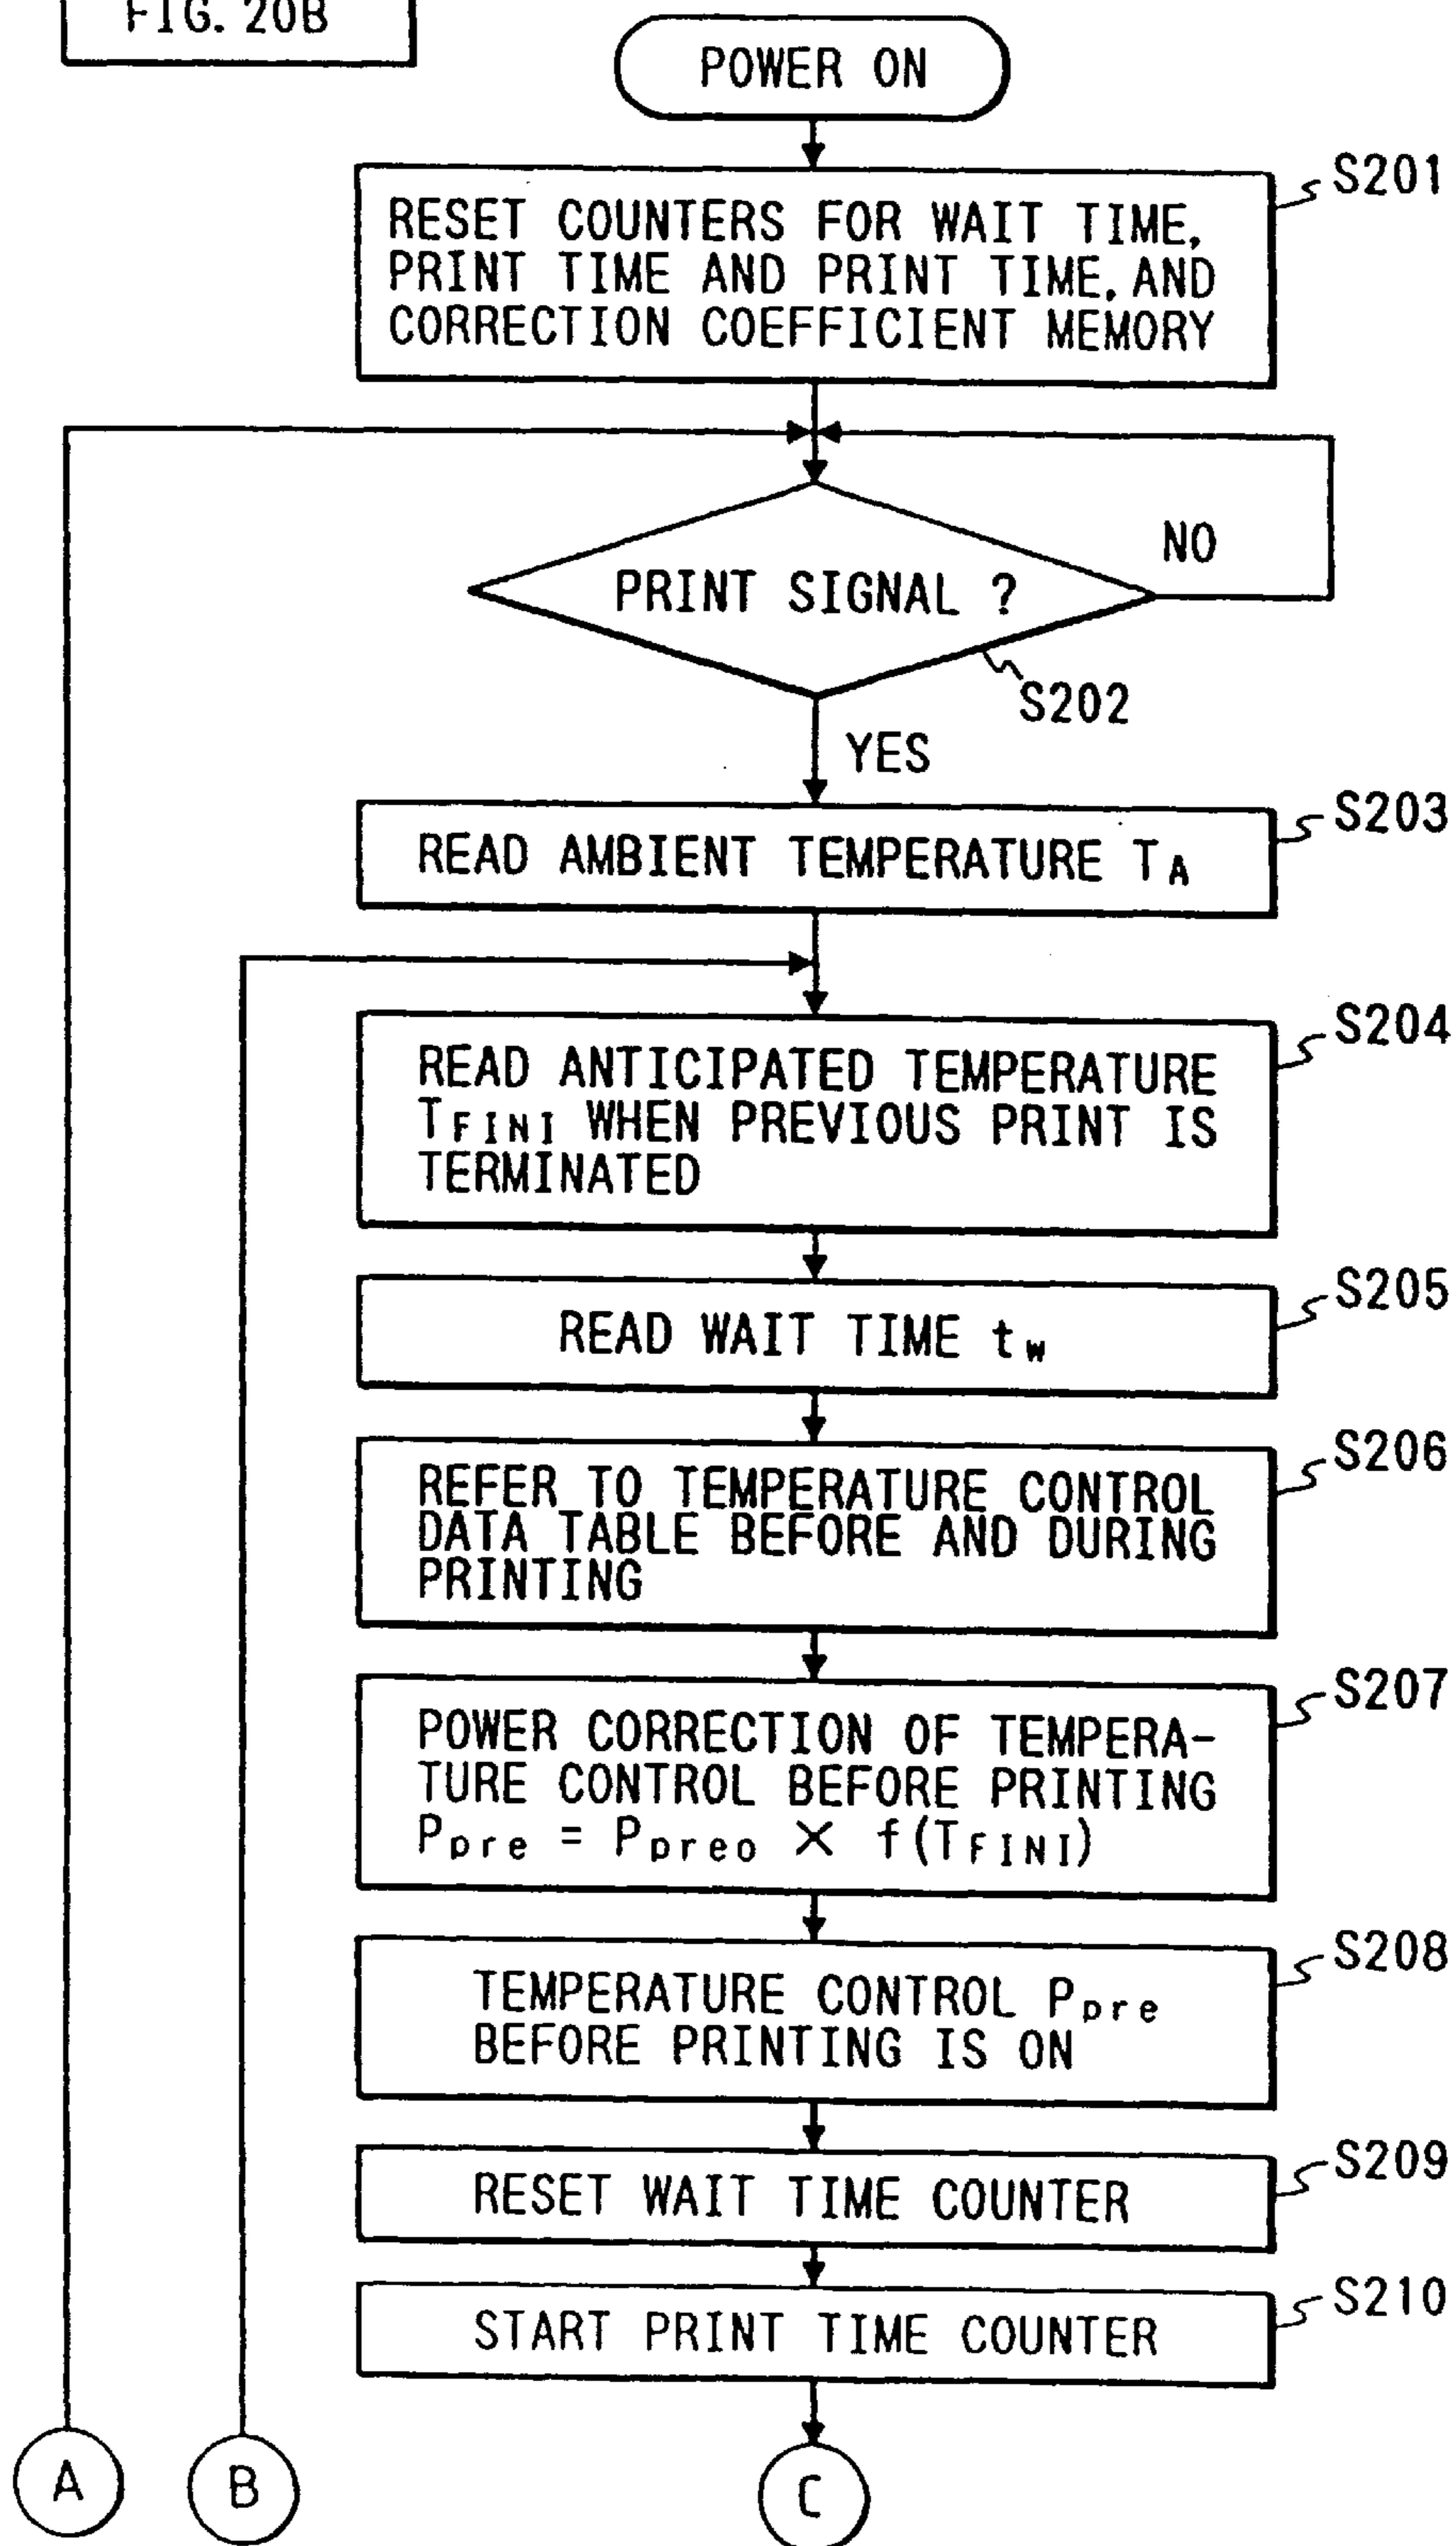 FIG. 20B
POWER ON
S201
RESET COUNTERS FOR WAIT TIME,
PRINT TIME AND PRINT TIME, AND
CORRECTION COEFFICIENT MEMORY
NO
PRINT SIGNAL ?
S202
YES
S203
READ AMBIENT TEMPERATURE TA
S204
READ ANTICIPATED TEMPERATURE
TFINI WHEN PREVIOUS PRINT IS
TERMINATED
S205
READ WAIT TIME tw
S206
REFER TO TEMPERATURE CONTROL
DATA TABLE BEFORE AND DURING
PRINTING
S207
POWER CORRECTION OF TEMPERA-
TURE CONTROL BEFORE PRINTING
Ppre = Ppreo × f(TFINI)
S208
TEMPERATURE CONTROL Ppre
BEFORE PRINTING IS ON
S209
RESET WAIT TIME COUNTER
S210
START PRINT TIME COUNTER
A
B
C